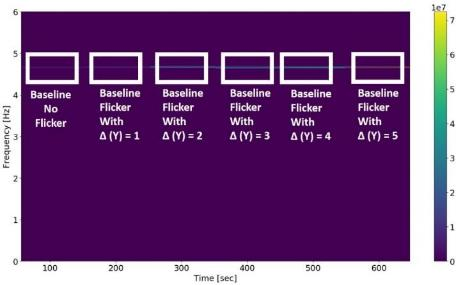 1e7
6
5
4
3
2
1
0
Frequency [Hz]
Baseline
No
Flicker
Baseline
Flicker
With
Δ (Y) = 1
Baseline
Flicker
With
Δ (Y) = 2
Baseline
Flicker
With
Δ (Y) = 3
Baseline
Flicker
With
Δ (Y) = 4
Baseline
Flicker
With
Δ (Y) = 5
100 200 300 400 500 600
Time [sec]
7
6
5
4
3
2
1
0